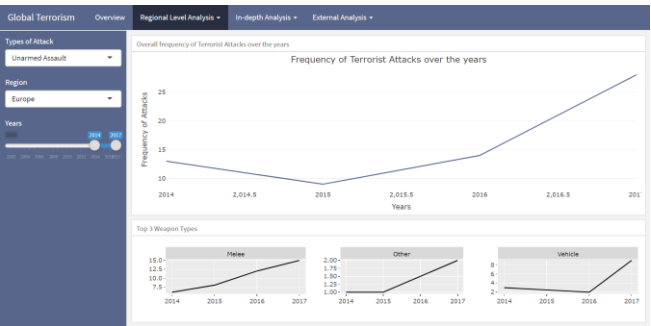 Global Terrorism Overview Regional Level Analysis In-depth Analysis External Analysis
Types of Attack
Unarmed Assault
Region
Europe
Years
2014 2017
Overall frequency of Terrorist Attacks over the years
Frequency of Terrorist Attacks over the years
Frequency of Attacks
25
20
15
10
2014 2,014.5 2015 2,015.5 2016 2,016.5 201
Years
Top 3 Weapon Types
Melee
15.0
12.5
10.0
7.5
2014 2015 2016 2017
Other
2.00
1.75
1.50
1.25
1.00
2014 2015 2016 2017
Vehicle
8
6
4
2
2014 2015 2016 2017